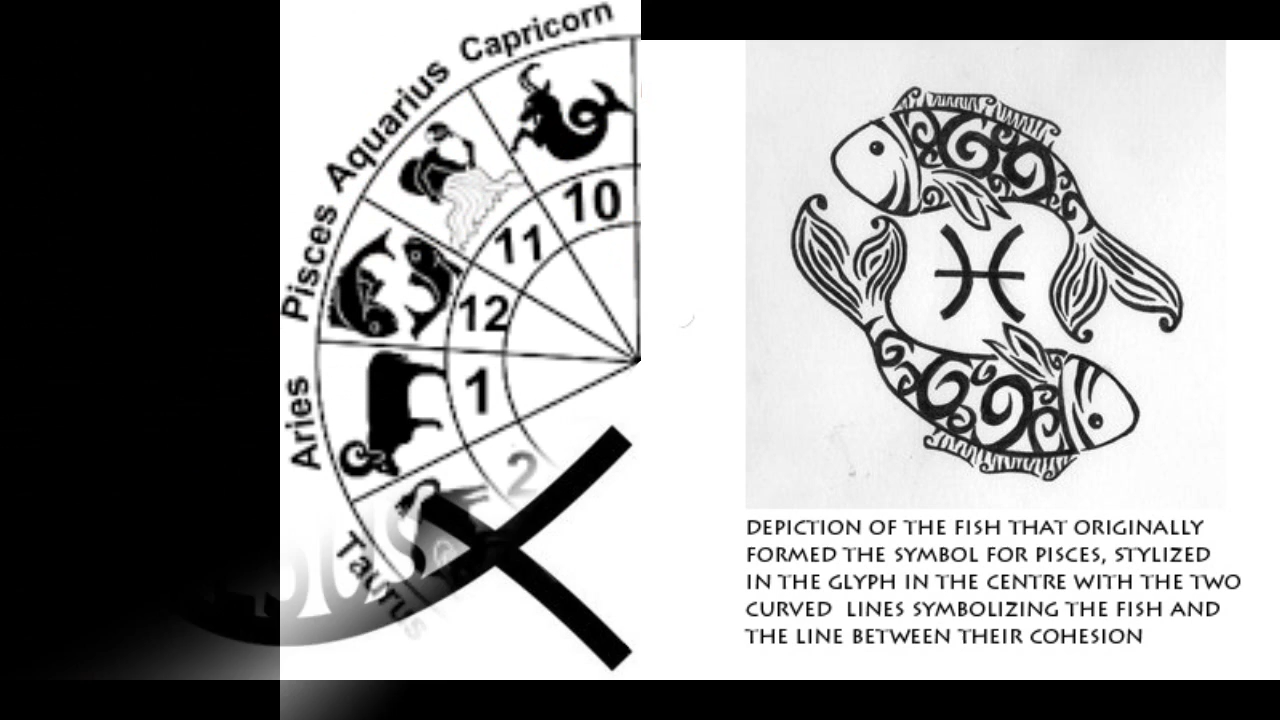 Capricorn
Aquarius
Pisces
Aries
Taurus
10
11
12
1
2
DEPICTION OF THE FISH THAT ORIGINALLY
FORMED THE SYMBOL FOR PISCES, STYLIZED
IN THE GLYPH IN THE CENTRE WITH THE TWO
CURVED LINES SYMBOLIZING THE FISH AND
THE LINE BETWEEN THEIR COHESION